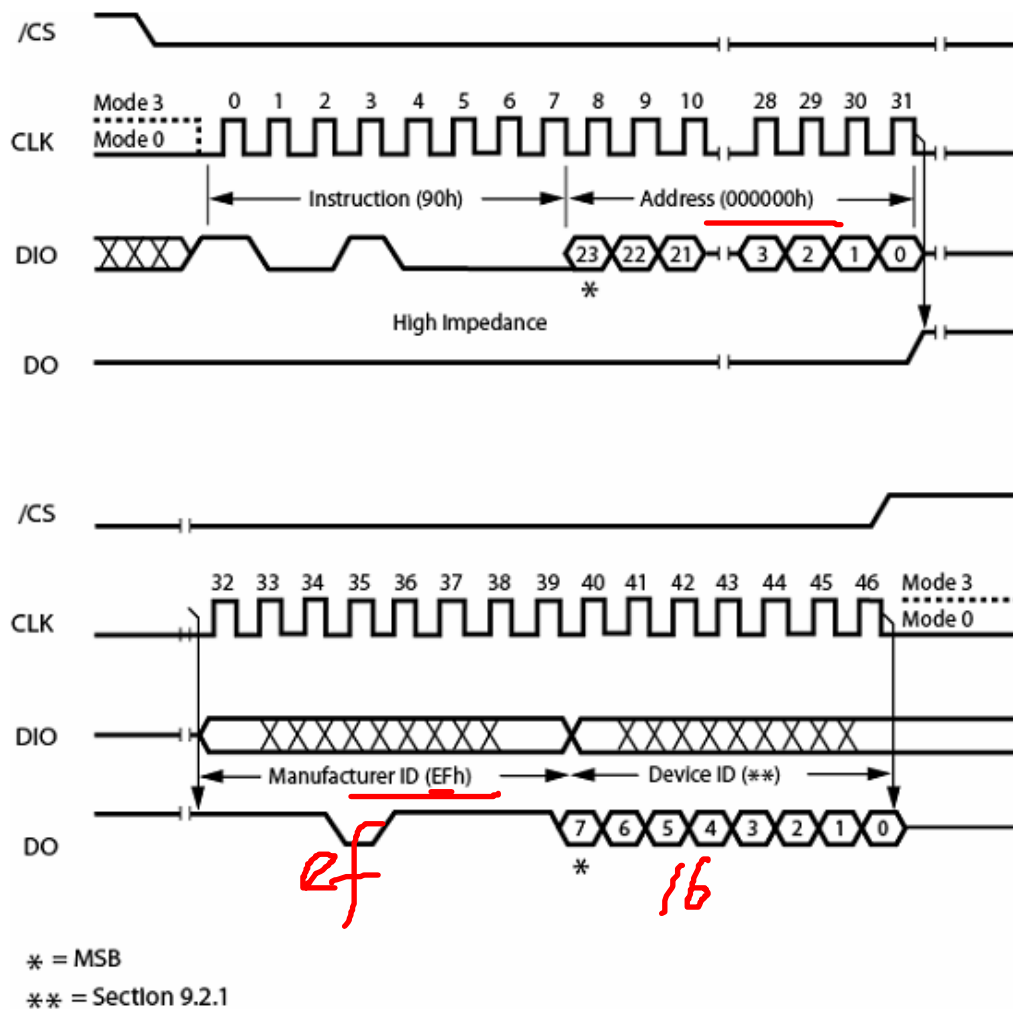 /CS
Mode 3
0 1 2 3 4 5 6 7 8 9 10 28 29 30 31
CLK
Mode 0
Instruction (90h)
Address (000000h)
DIO
23 22 21 3 2 1 0
*
High Impedance
DO
/CS
32 33 34 35 36 37 38 39 40 41 42 43 44 45 46
Mode 3
CLK
Mode 0
DIO
Manufacturer ID (EFh)
Device ID (**)
DO
7 6 5 4 3 2 1 0
*
ef
16
* = MSB
** = Section 9.2.1